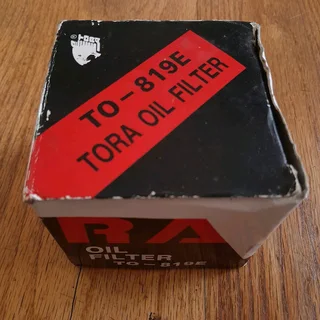 TO-819E
TORA OIL FILTER
RA
OIL
FILTER
TO-819E